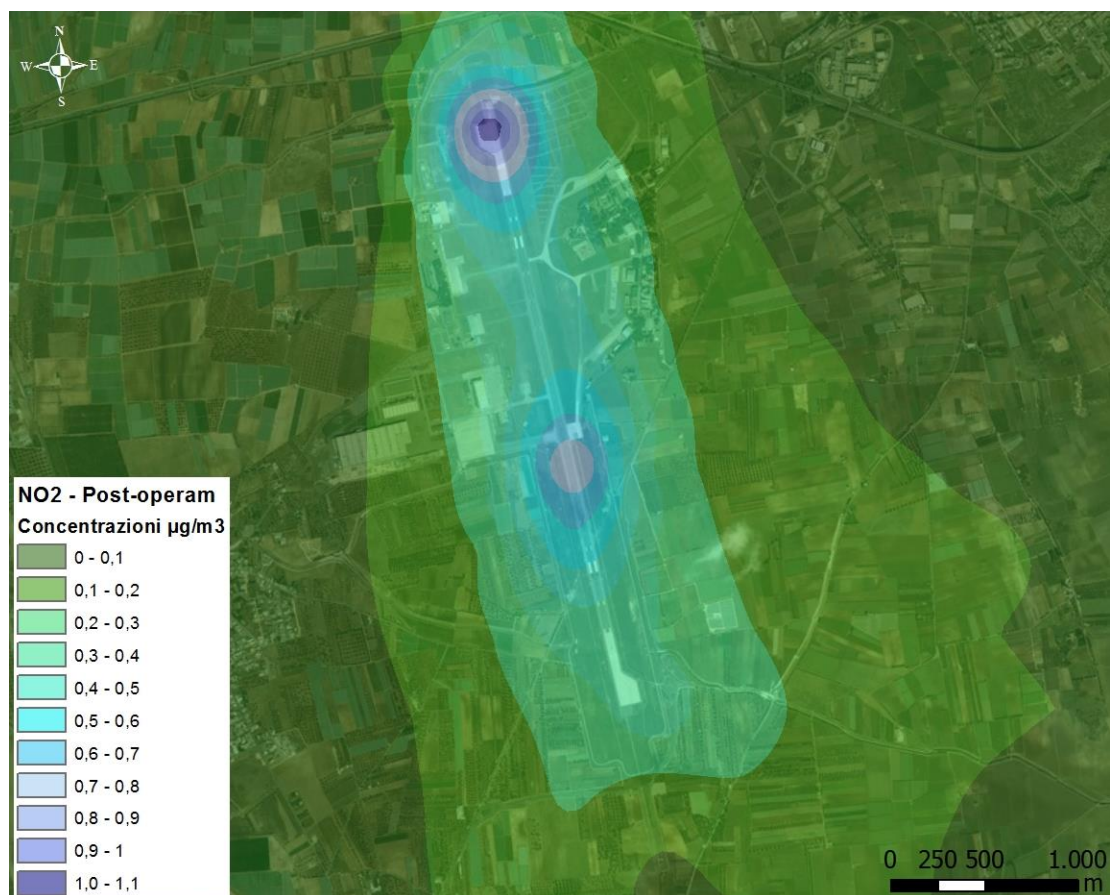 N
W E
S
NO2 - Post-operam
Concentrazioni µg/m3
0 - 0,1
0,1 - 0,2
0,2 - 0,3
0,3 - 0,4
0,4 - 0,5
0,5 - 0,6
0,6 - 0,7
0,7 - 0,8
0,8 - 0,9
0,9 - 1
1,0 - 1,1
0 250 500 1.000
m